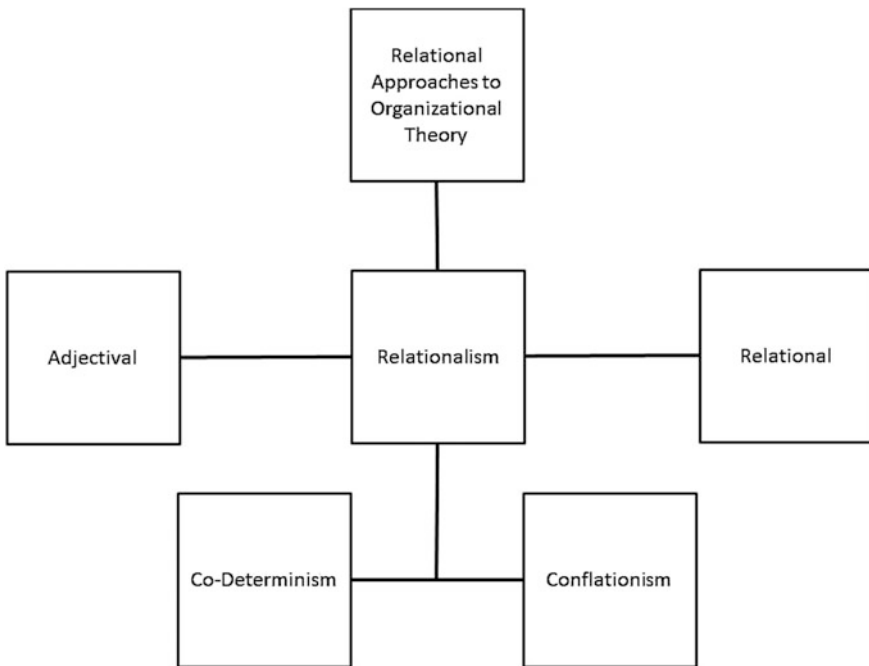 Relational
Approaches to
Organizational
Theory
Adjectival
Relationalism
Relational
Co-Determinism
Conflationism